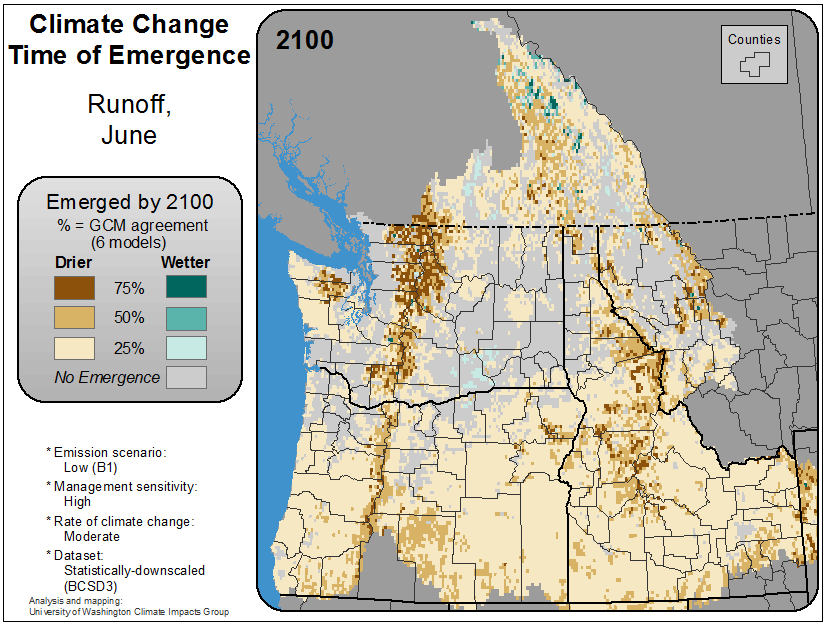 Climate Change
Time of Emergence
Runoff,
June
Emerged by 2100
% = GCM agreement
(6 models)
Drier Wetter
75%
50%
25%
No Emergence
* Emission scenario:
Low (B1)
* Management sensitivity:
High
* Rate of climate change:
Moderate
* Dataset:
Statistically-downscaled
(BCSD3)
Analysis and mapping:
University of Washington Climate Impacts Group
2100
Counties